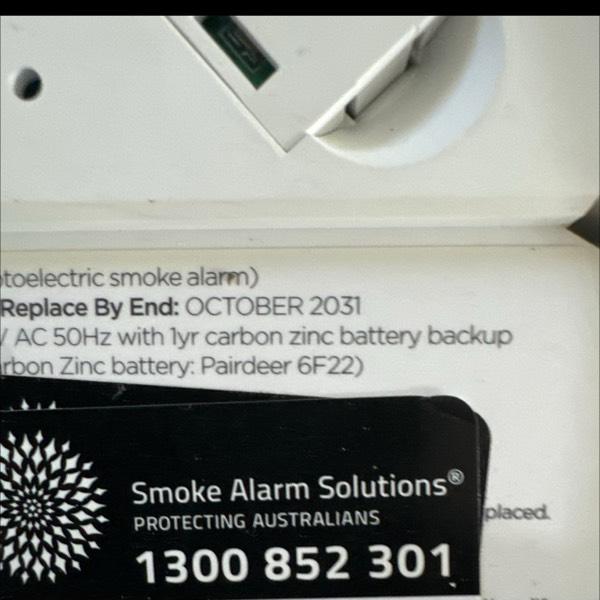 toelectric smoke alarm)
Replace By End: OCTOBER 2031
/ AC 50Hz with 1yr carbon zinc battery backup
rbon Zinc battery: Pairdeer 6F22)
Smoke Alarm Solutions®
PROTECTING AUSTRALIANS
placed.
1300 852 301